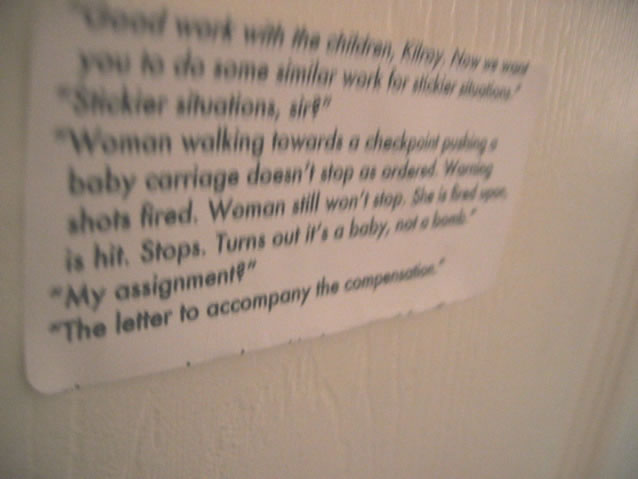 "Good work with the children, Kilroy. Now we want
you to do some similar work for stickier situations."
"Stickier situations, sir?"
"Woman walking towards a checkpoint pushing a
baby carriage doesn't stop as ordered. Warning
shots fired. Woman still won't stop. She is fired upon,
is hit. Stops. Turns out it's a baby, not a bomb."
"My assignment?"
"The letter to accompany the compensation."